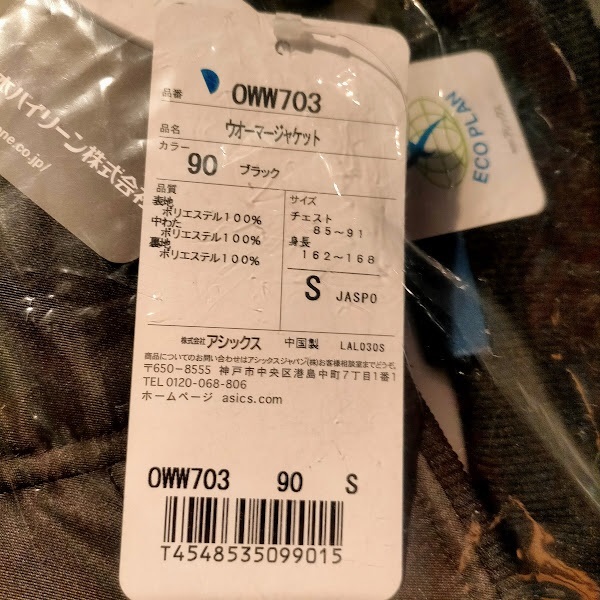 品番 OWW703
品名 ウオーマージャケット
カラー
90 ブラック
品質
表地
ポリエステル100%
中わた
ポリエステル100%
裏地
ポリエステル100%
サイズ
チェスト
85~91
身長
162~168
S JASPO
株式会社 アシックス 中国製 LAL030S
商品についてのお問い合わせはアシックスジャパン(株)お客様相談室までどうぞ。
〒650-8555 神戸市中央区港島中町7丁目1番1
TEL 0120-068-806
ホームページ asics.com
OWW703 90 S
T4548535099015
バイリーン株式会社
ne.co.jp/
ECO PLAN